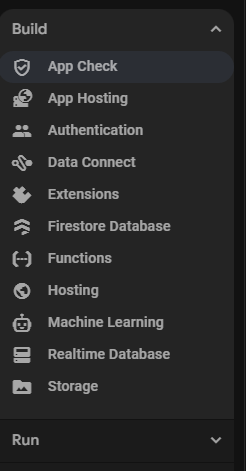 Build
App Check
App Hosting
Authentication
Data Connect
Extensions
Firestore Database
Functions
Hosting
Machine Learning
Realtime Database
Storage
Run